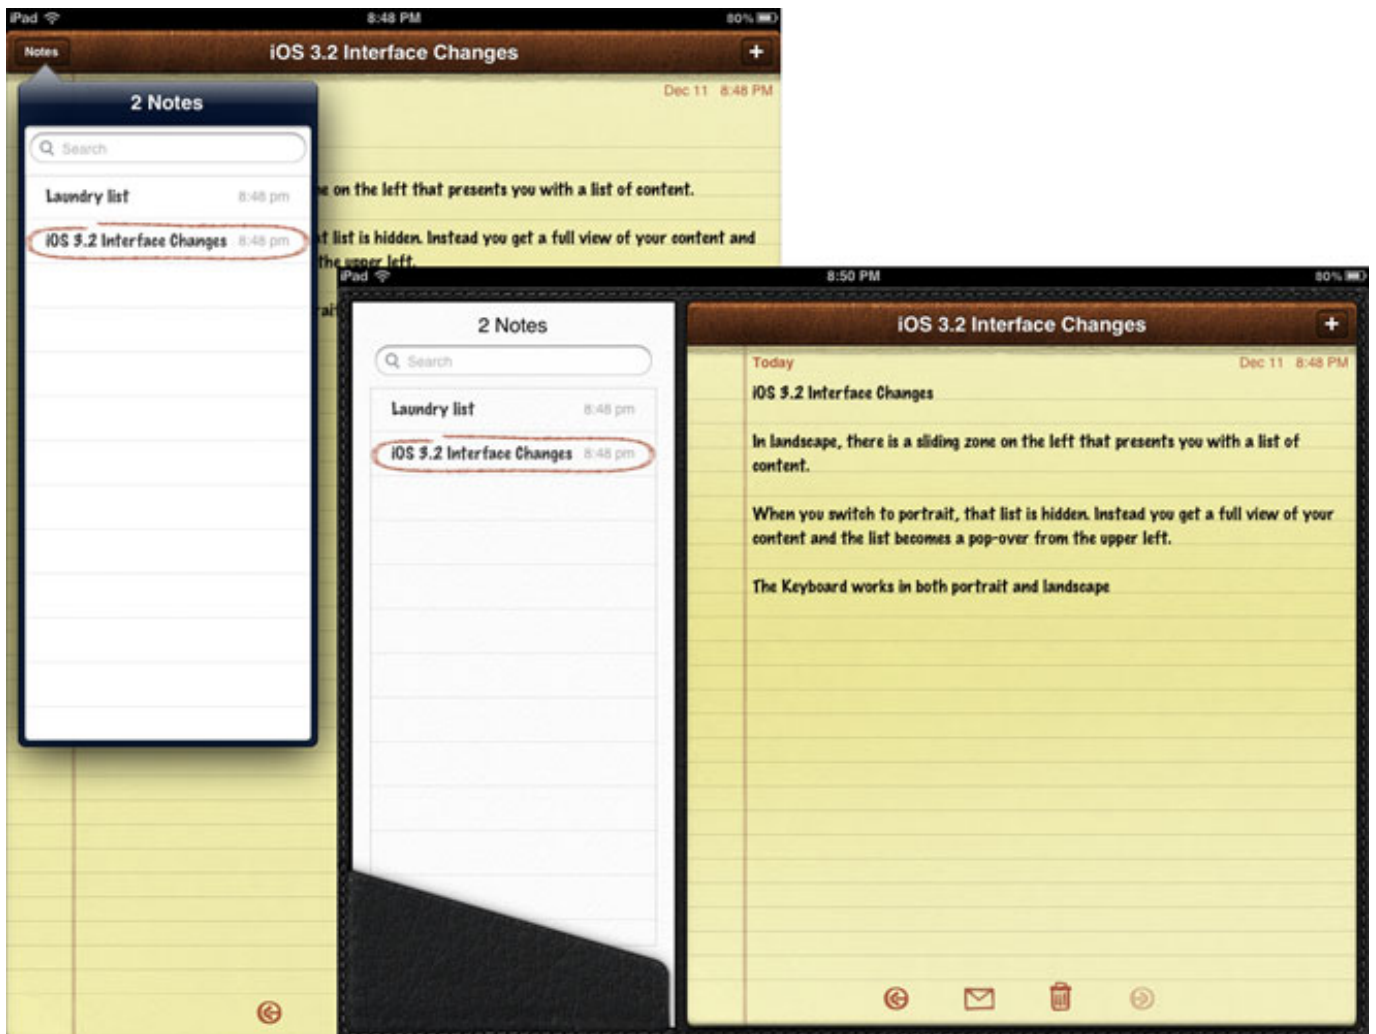 iPad
8:48 PM
80%
Notes
iOS 3.2 Interface Changes
+
Dec 11 8:48 PM
2 Notes
Search
Laundry list 8:48 pm
iOS 3.2 Interface Changes 8:48 pm
on the left that presents you with a list of content.
list is hidden. Instead you get a full view of your content and
the upper left.
iPad
8:50 PM
80%
2 Notes
Search
Laundry list 8:48 pm
iOS 3.2 Interface Changes 8:48 pm
iOS 3.2 Interface Changes
+
Today
Dec 11 8:48 PM
iOS 3.2 Interface Changes
In landscape, there is a sliding zone on the left that presents you with a list of
content.
When you switch to portrait, that list is hidden. Instead you get a full view of your
content and the list becomes a pop-over from the upper left.
The Keyboard works in both portrait and landscape